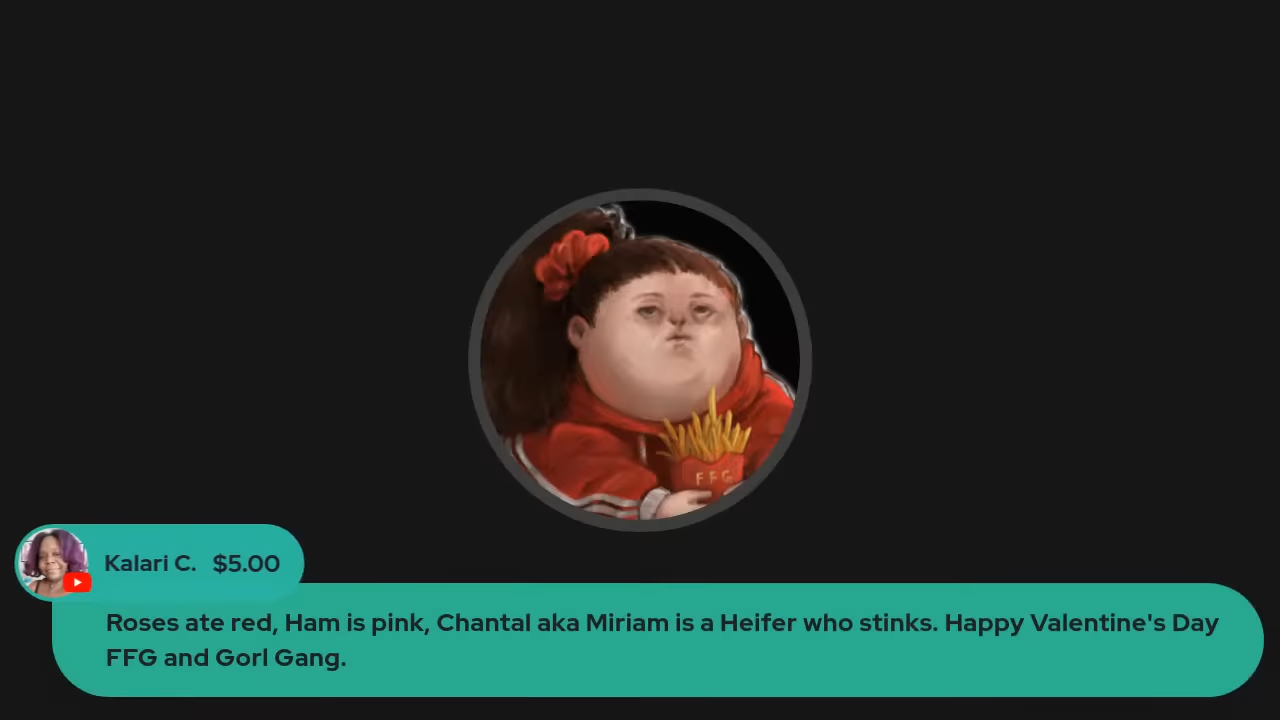 FFG
Kalari C. $5.00
Roses ate red, Ham is pink, Chantal aka Miriam is a Heifer who stinks. Happy Valentine's Day
FFG and Gorl Gang.